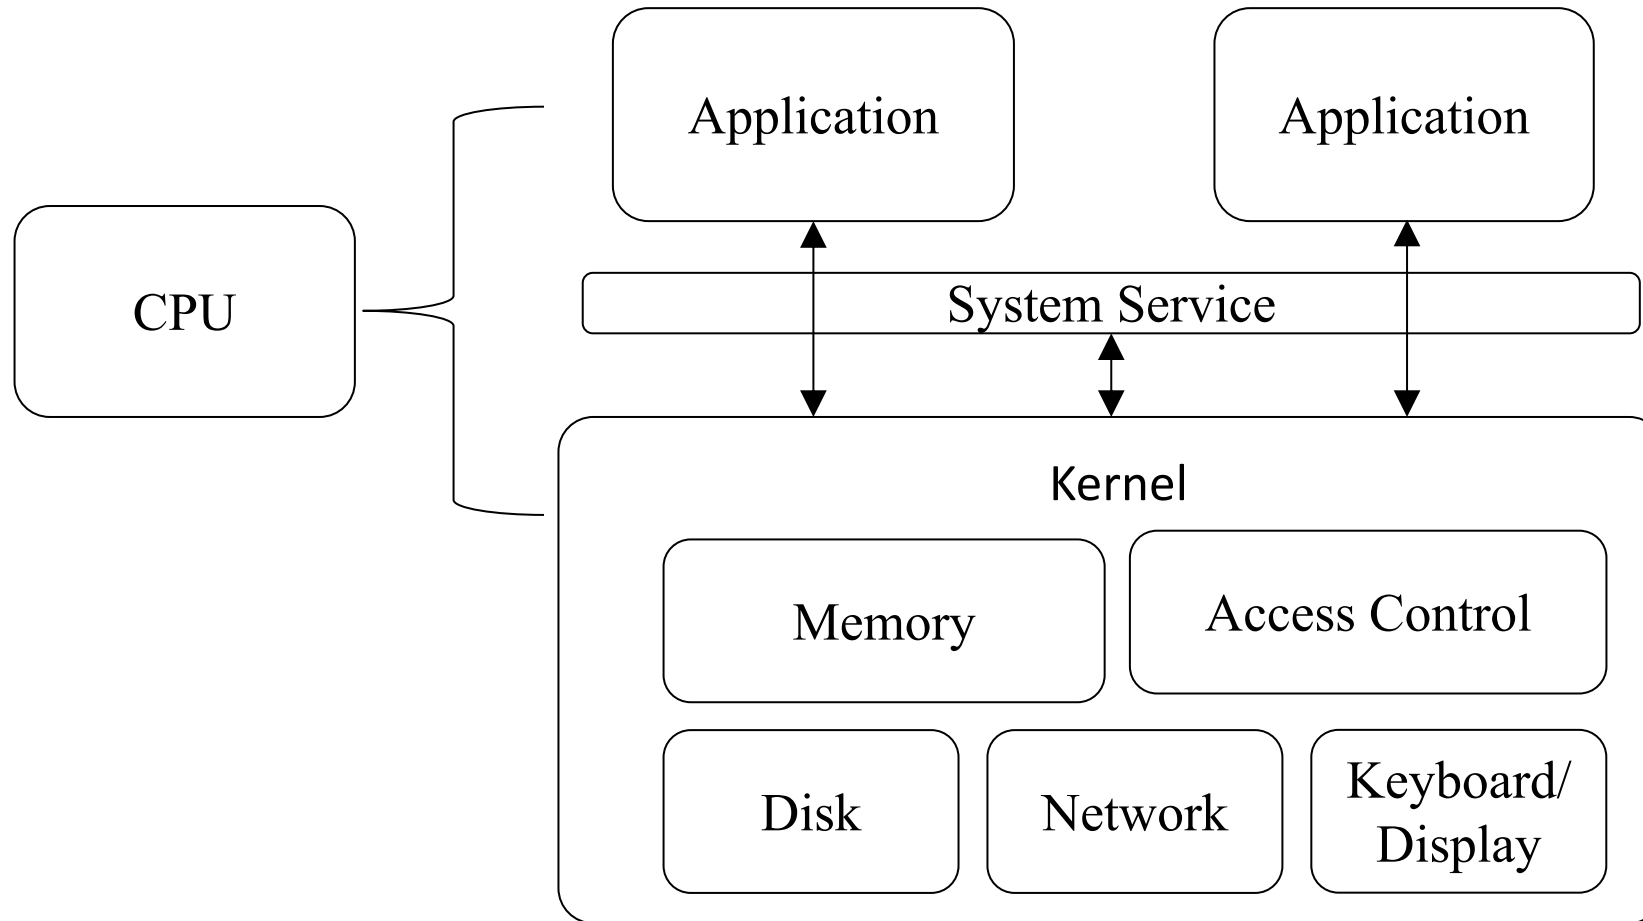 Application
Application
CPU
System Service
Kernel
Memory
Access Control
Disk
Network
Keyboard/
Display